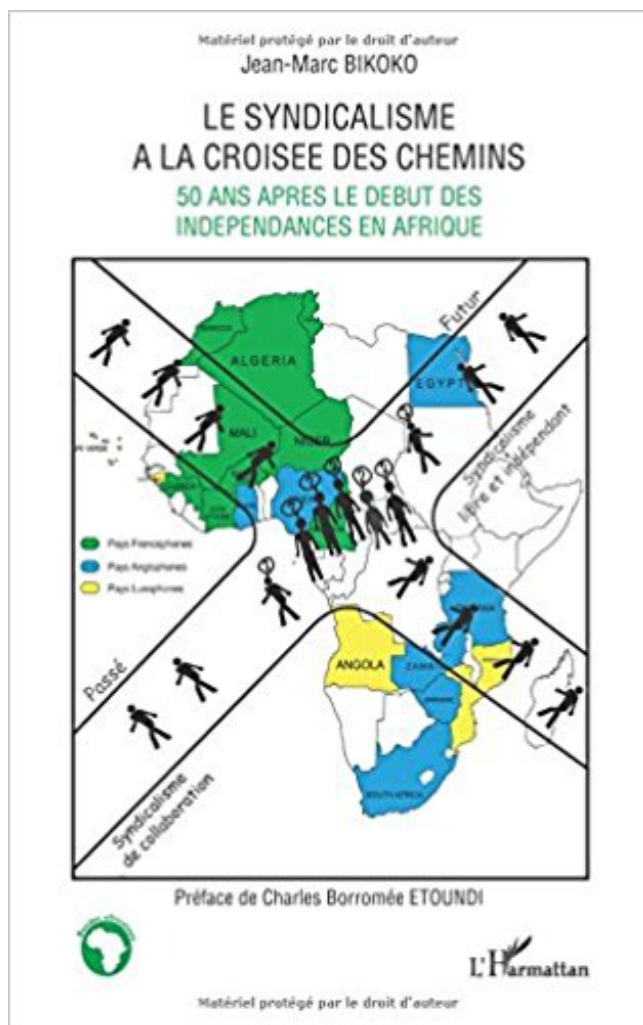 Matériel protégé par le droit d'auteur
Jean-Marc BIKOKO
LE SYNDICALISME
A LA CROISEE DES CHEMINS
50 ANS APRES LE DEBUT DES
INDEPENDANCES EN AFRIQUE
Futur
ALGERIA
EGYPT
MALI
NIGER
Syndicalisme
libre et indépendant
Pays Francophones
Pays Anglophones
Pays Lusophones
Passé
ANGOLA
SOUTH AFRICA
Syndicalisme
de collaboration
Préface de Charles Borromée ETOUNDI
L'Harmattan
Matériel protégé par le droit d'auteur